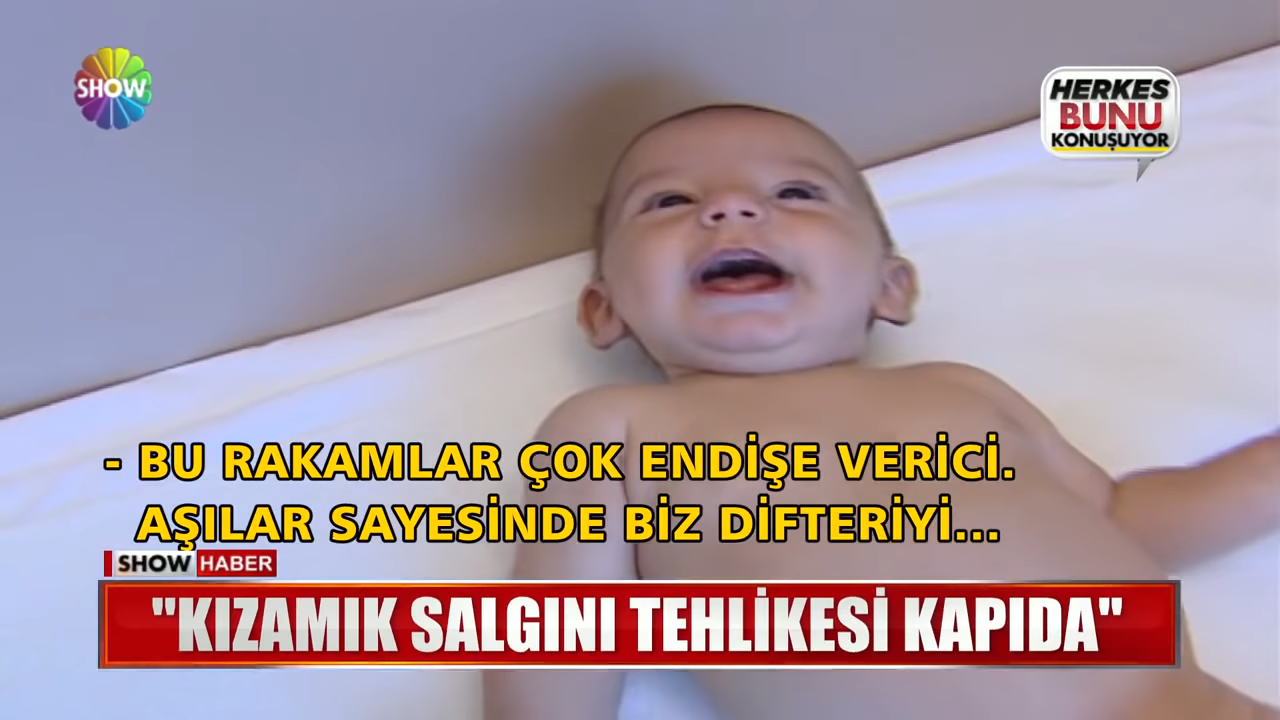 SHOW
HERKES
BUNU
KONUŞUYOR
- BU RAKAMLAR ÇOK ENDİŞE VERİCİ.
AŞILAR SAYESİNDE BİZ DİFTERİYİ...
SHOW HABER
"KIZAMIK SALGINI TEHLİKESİ KAPIDA"